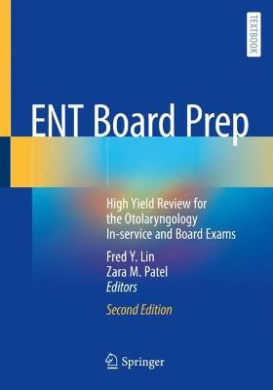 TEXTBOOK
ENT Board Prep
High Yield Review for
the Otolaryngology
In-service and Board Exams
Fred Y. Lin
Zara M. Patel
Editors
Second Edition
Springer